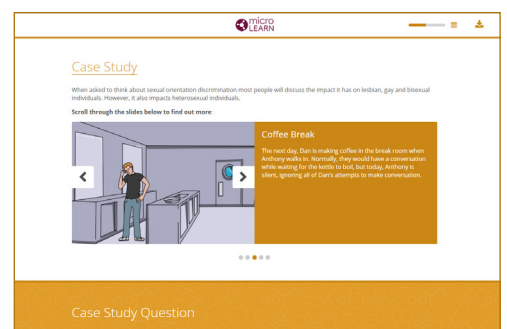 micro
LEARN
Case Study
When asked to think about sexual orientation discrimination most people will discuss the impact it has on lesbian, gay and bisexual
individuals. However, it also impacts heterosexual individuals.
Scroll through the slides below to find out more:
Coffee Break
The next day, Dan is making coffee in the break room when
Anthony walks in. Normally, they would have a conversation
while waiting for the kettle to boil, but today, Anthony is
silent, ignoring all of Dan's attempts to make conversation.
Case Study Question